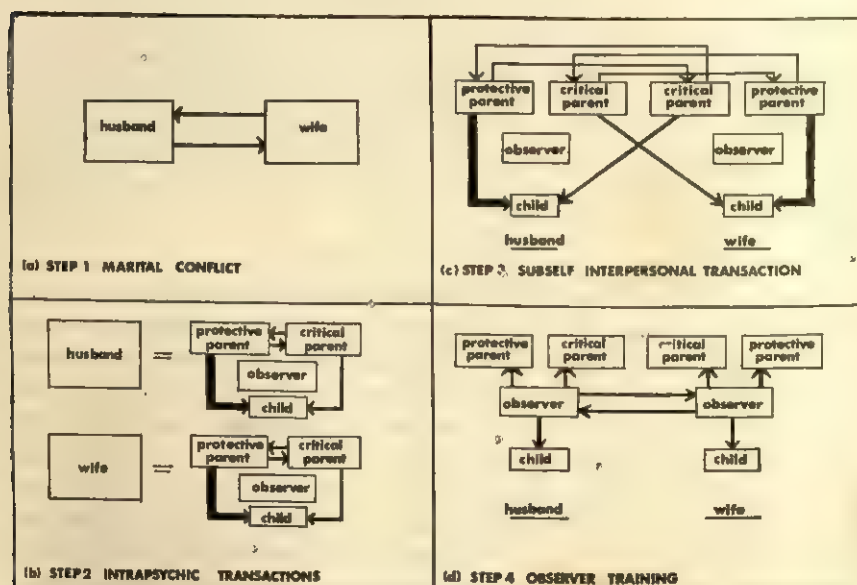 husband
wife
(a) STEP 1 MARITAL CONFLICT
protective parent
critical parent
critical parent
protective parent
observer
observer
child
child
husband
wife
(c) STEP 3 SUBSELF INTERPERSONAL TRANSACTION
husband
=
protective parent
critical parent
observer
child
wife
=
protective parent
critical parent
observer
child
(b) STEP 2 INTRAPSYCHIC TRANSACTIONS
protective parent
critical parent
critical parent
protective parent
observer
observer
child
child
husband
wife
(d) STEP 4 OBSERVER TRAINING